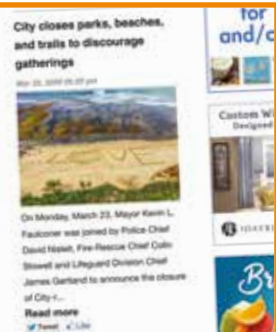 City closes parks, beaches,
and trails to discourage
gatherings
On Monday, March 23, Mayor Kevin L.
Faulconer was joined by Police Chief
David Nisleit, Fire-Rescue Chief Colin
Stowell and Lifeguard Division Chief
James Gartland to announce the closure
of City-r...
Read more
Tweet Like
for
and/o
Custom Wi
Designed
Br